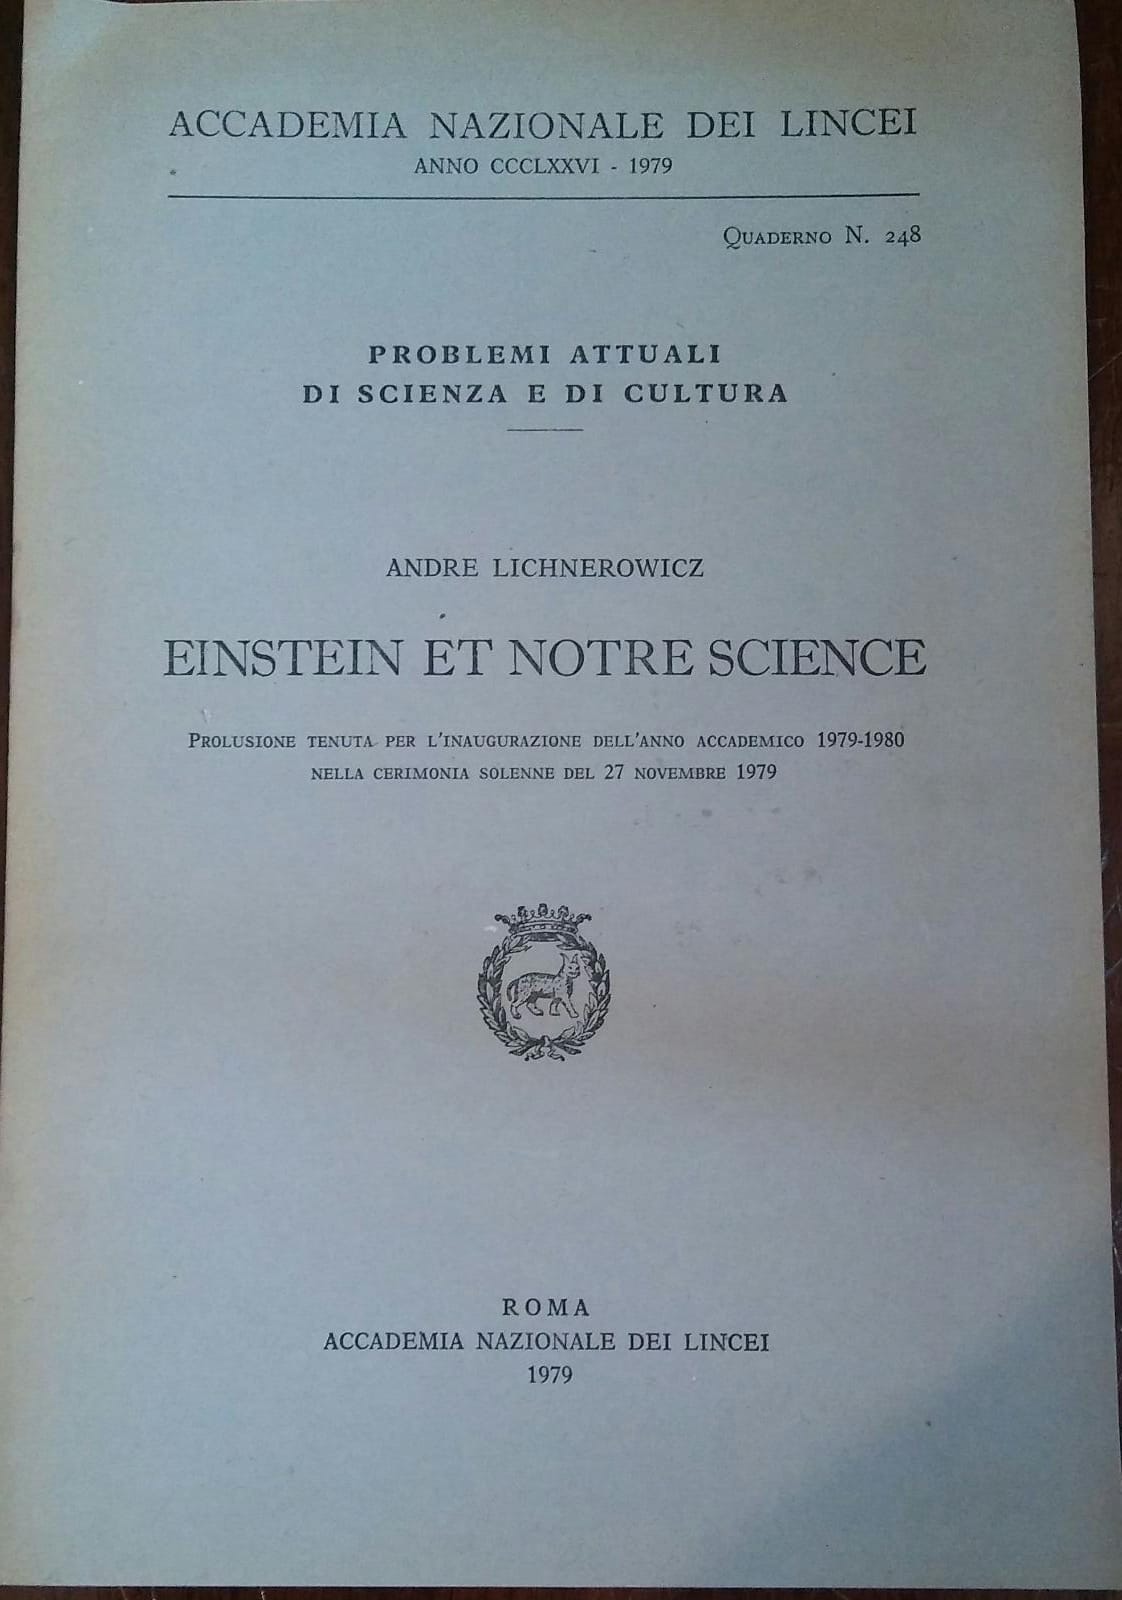 ACCADEMIA NAZIONALE DEI LINCEI
ANNO CCCLXXVI - 1979
QUADERNO N. 248
PROBLEMI ATTUALI
DI SCIENZA E DI CULTURA
ANDRE LICHNEROWICZ
EINSTEIN ET NOTRE SCIENCE
PROLUSIONE TENUTA PER L'INAUGURAZIONE DELL'ANNO ACCADEMICO 1979-1980
NELLA CERIMONIA SOLENNE DEL 27 NOVEMBRE 1979
ROMA
ACCADEMIA NAZIONALE DEI LINCEI
1979